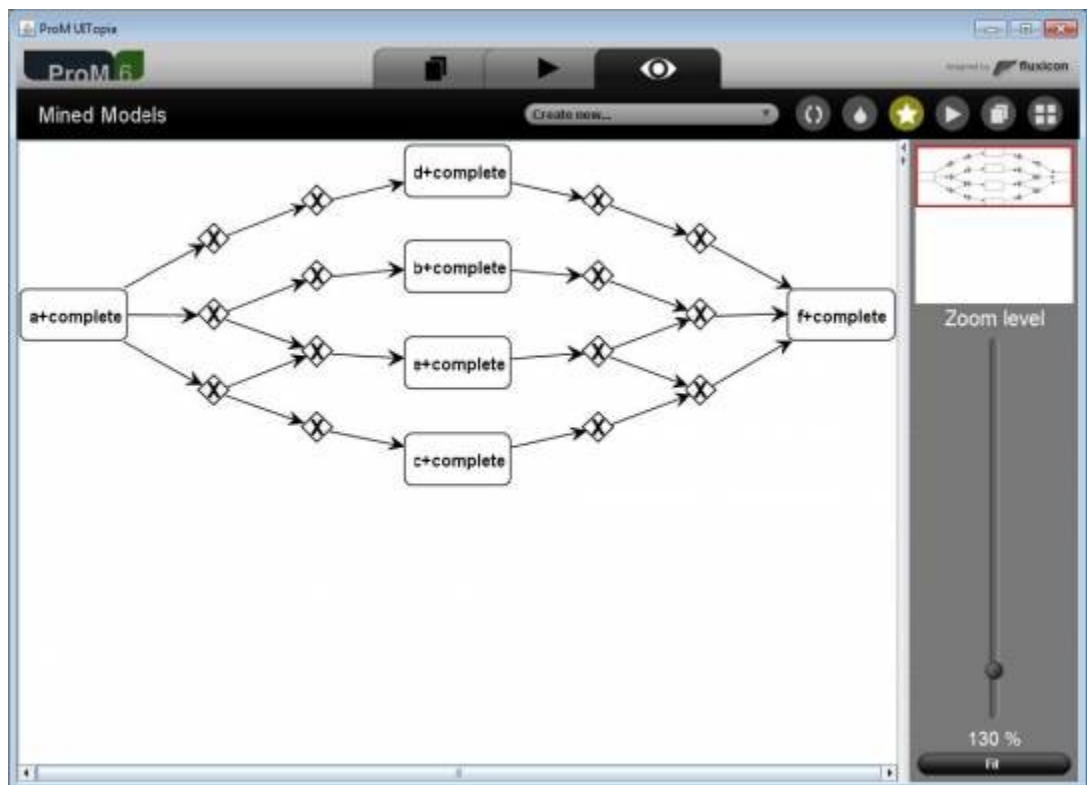 ProM UITopia
ProM 6
fluxicon
Mined Models
Create new...
d+complete
b+complete
a+complete
f+complete
e+complete
c+complete
X
X
X
X
X
X
X
X
X
X
X
X
X
X
Zoom level
130 %
Fit